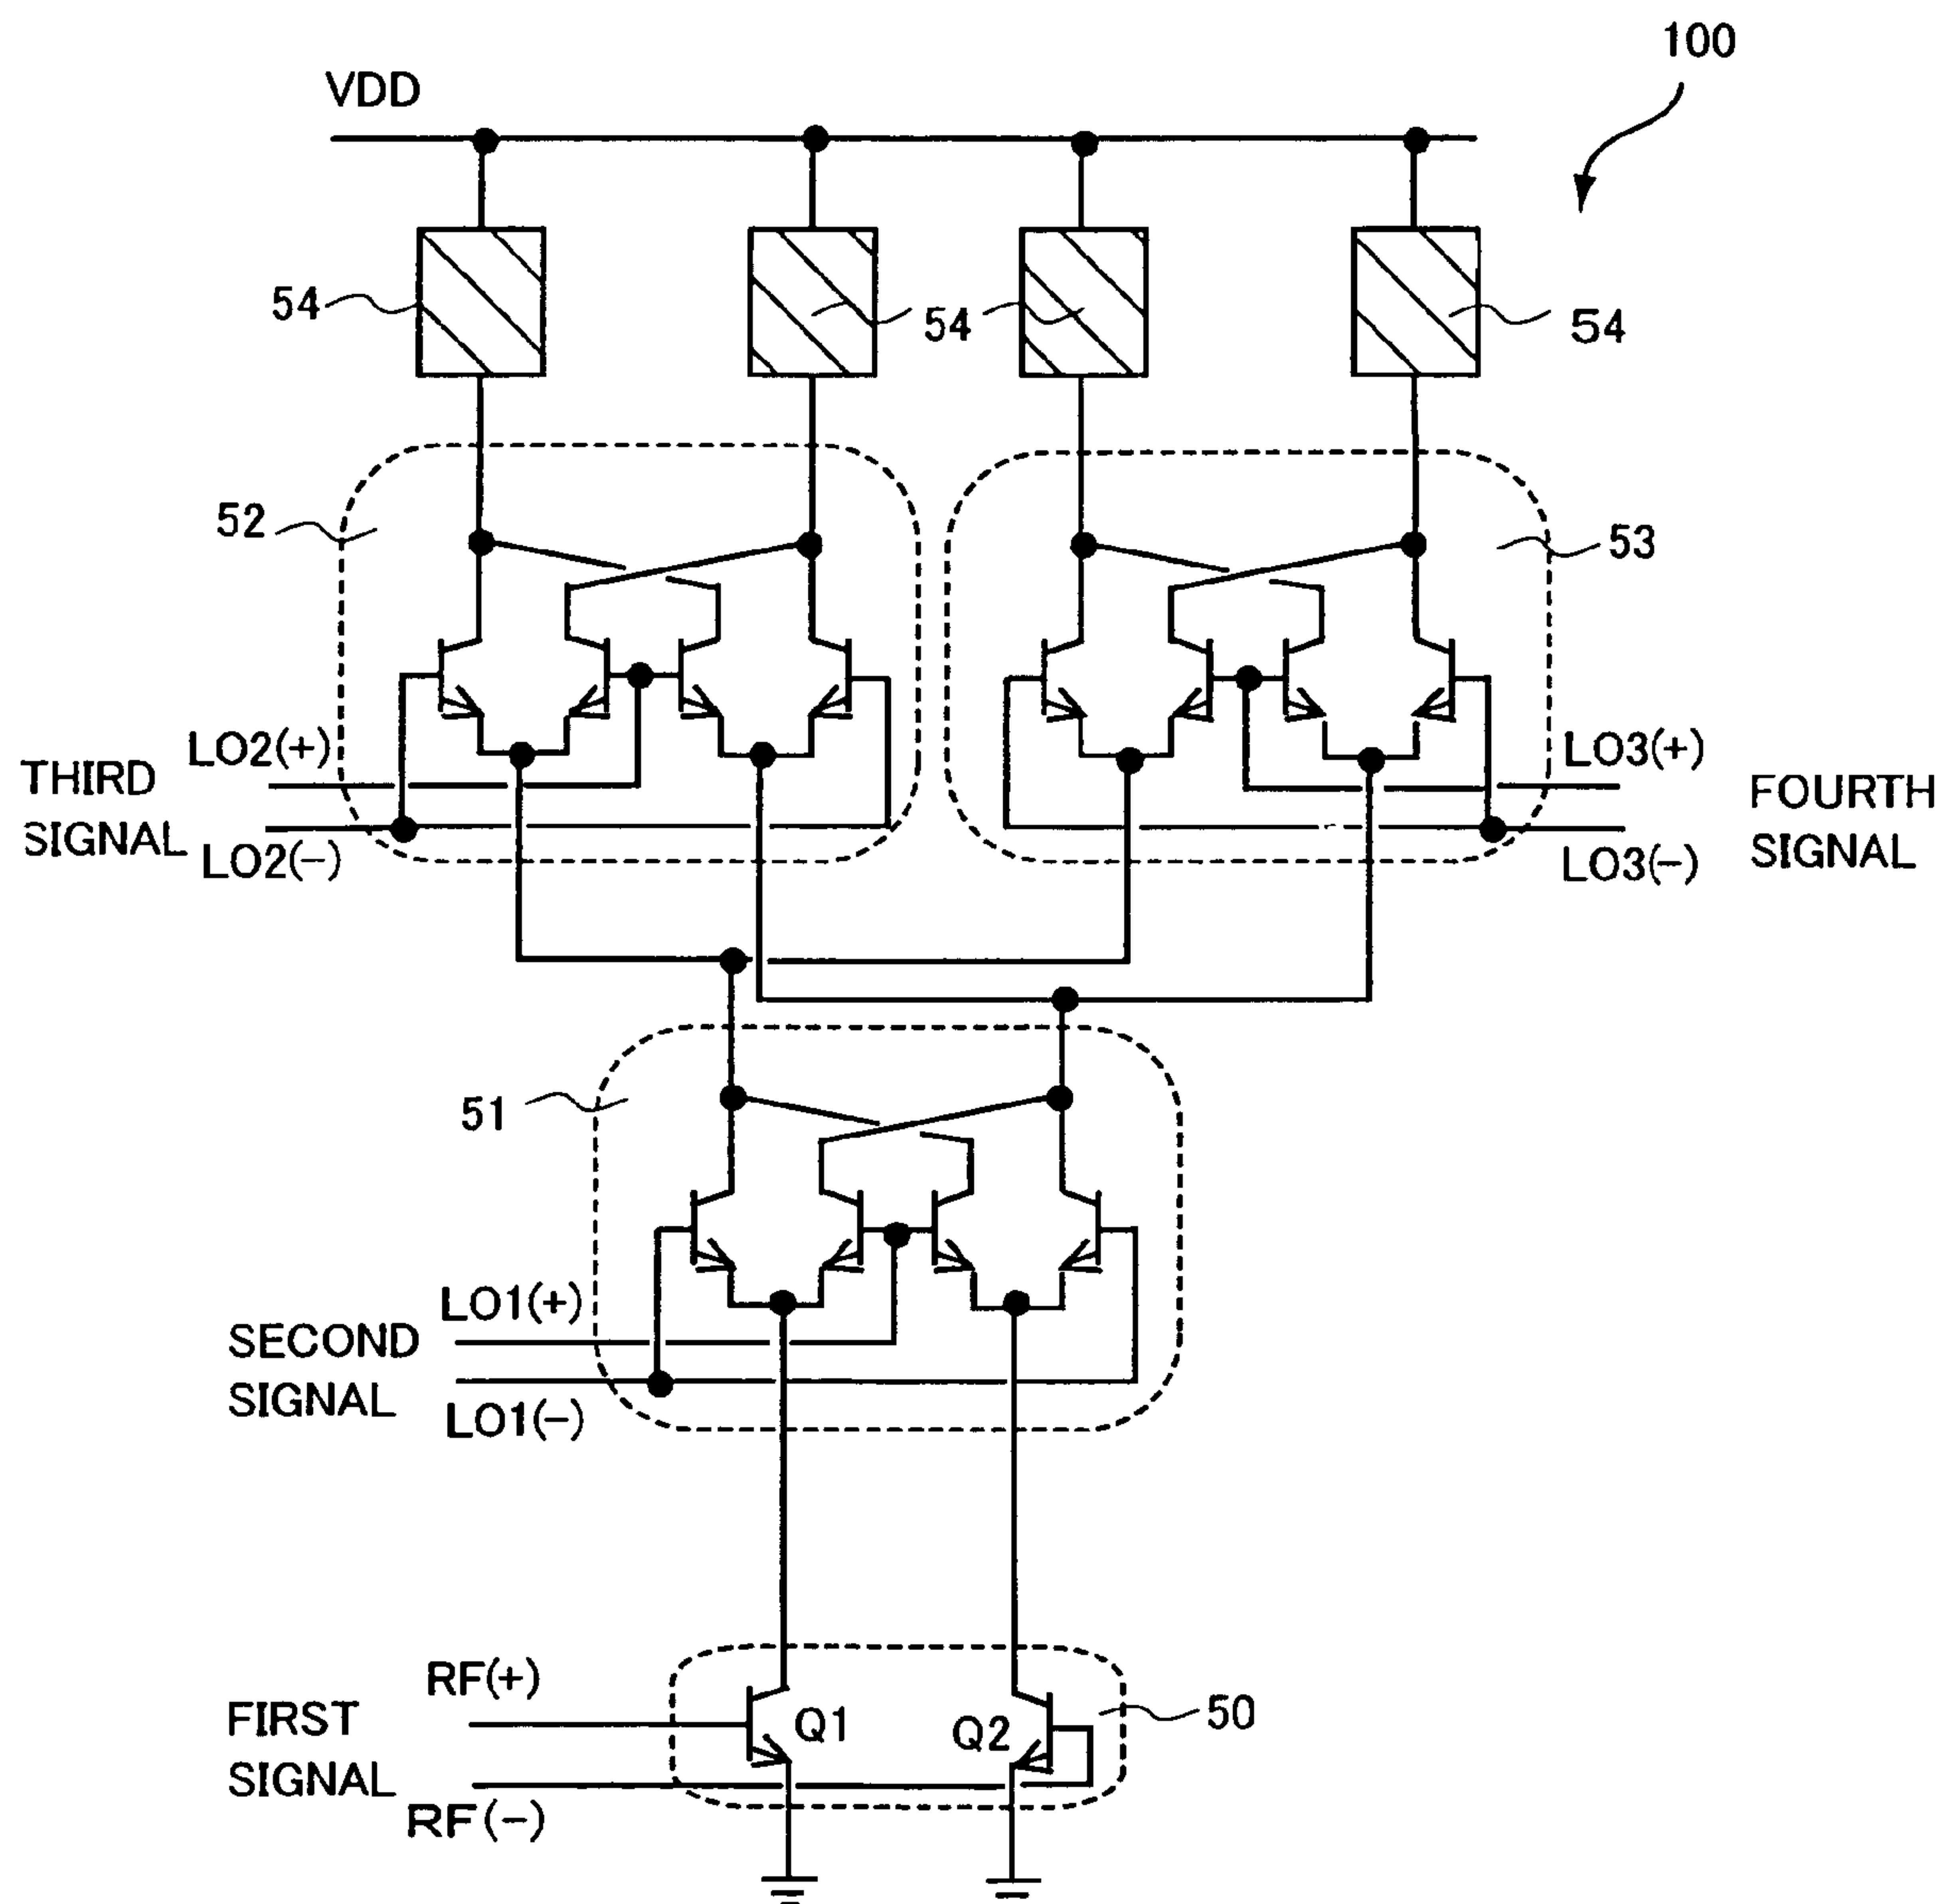 100
VDD
54
54
54
52
53
LO2(+)
THIRD
SIGNAL
LO2(-)
LO3(+)
FOURTH
SIGNAL
LO3(-)
51
LO1(+)
SECOND
SIGNAL
LO1(-)
RF(+)
FIRST
SIGNAL
RF(-)
Q1
Q2
50